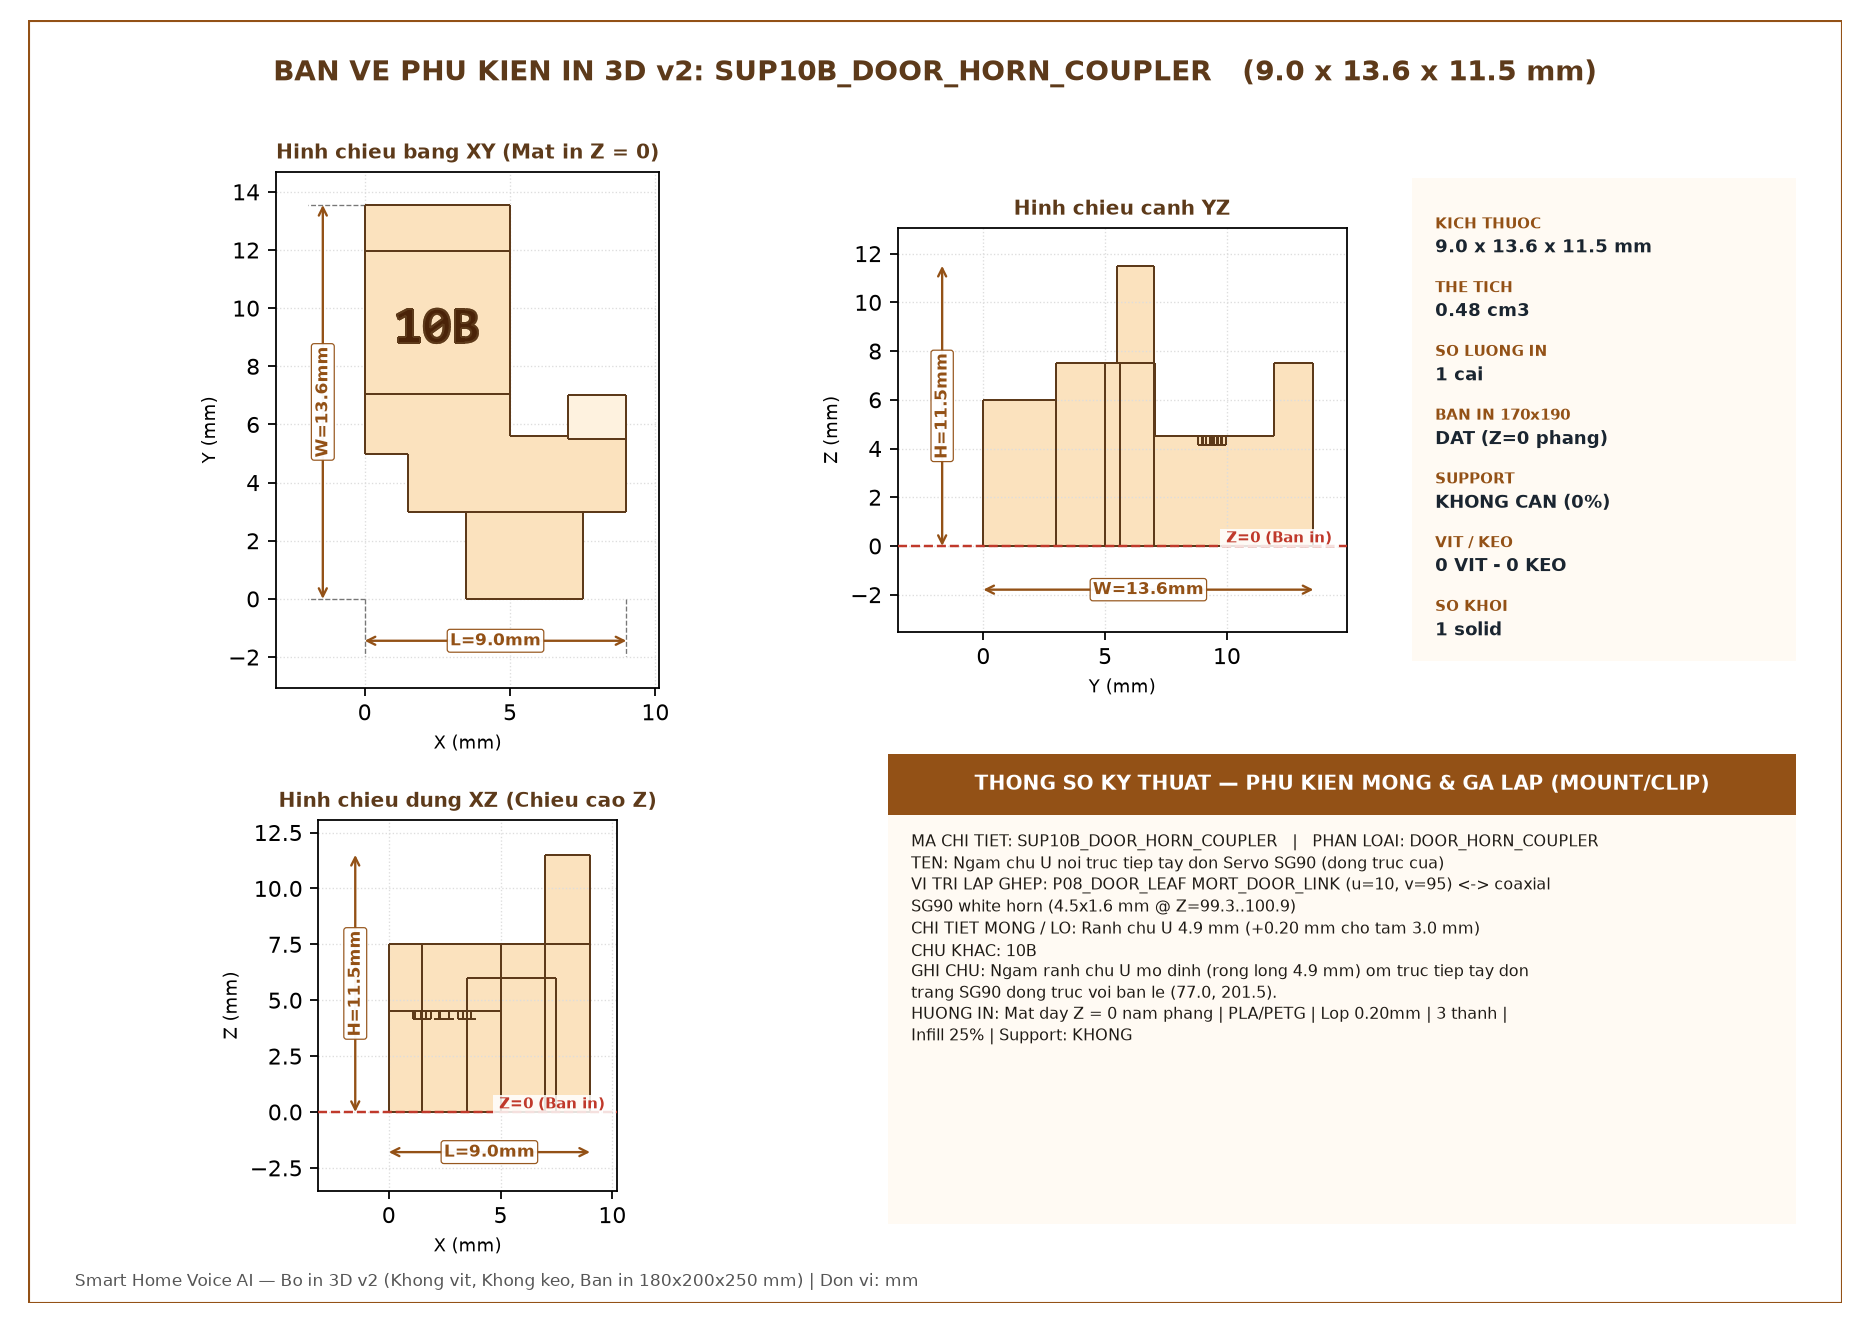 BAN VE PHU KIEN IN 3D v2: SUP10B_DOOR_HORN_COUPLER (9.0 x 13.6 x 11.5 mm)
Hinh chieu bang XY (Mat in Z = 0)
14
12
10
8
6
4
2
0
−2
Y (mm)
W=13.6mm
10B
L=9.0mm
0 5 10
X (mm)
Hinh chieu canh YZ
12
10
8
6
4
2
0
−2
Z (mm)
H=11.5mm
Z=0 (Ban in)
W=13.6mm
0 5 10
Y (mm)
KICH THUOC
9.0 x 13.6 x 11.5 mm
THE TICH
0.48 cm3
SO LUONG IN
1 cai
BAN IN 170x190
DAT (Z=0 phang)
SUPPORT
KHONG CAN (0%)
VIT / KEO
0 VIT - 0 KEO
SO KHOI
1 solid
Hinh chieu dung XZ (Chieu cao Z)
12.5
10.0
7.5
5.0
2.5
0.0
−2.5
Z (mm)
H=11.5mm
Z=0 (Ban in)
L=9.0mm
0 5 10
X (mm)
THONG SO KY THUAT — PHU KIEN MONG & GA LAP (MOUNT/CLIP)
MA CHI TIET: SUP10B_DOOR_HORN_COUPLER | PHAN LOAI: DOOR_HORN_COUPLER
TEN: Ngam chu U noi truc tiep tay don Servo SG90 (dong truc cua)
VI TRI LAP GHEP: P08_DOOR_LEAF MORT_DOOR_LINK (u=10, v=95) <-> coaxial
SG90 white horn (4.5x1.6 mm @ Z=99.3..100.9)
CHI TIET MONG / LO: Ranh chu U 4.9 mm (+0.20 mm cho tam 3.0 mm)
CHU KHAC: 10B
GHI CHU: Ngam ranh chu U mo dinh (rong long 4.9 mm) om truc tiep tay don
trang SG90 dong truc voi ban le (77.0, 201.5).
HUONG IN: Mat day Z = 0 nam phang | PLA/PETG | Lop 0.20mm | 3 thanh |
Infill 25% | Support: KHONG
Smart Home Voice AI — Bo in 3D v2 (Khong vit, Khong keo, Ban in 180x200x250 mm) | Don vi: mm